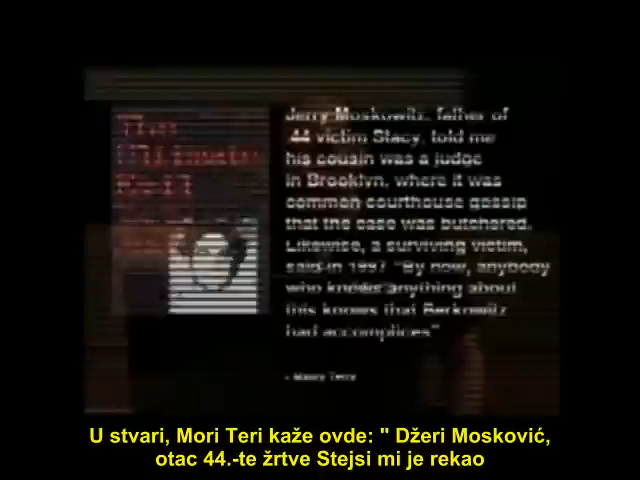 The
Ultimate
Evil
Jerry Moskowitz, father of
.44 victim Stacy, told me
his cousin was a judge
in Brooklyn, where it was
common courthouse gossip
that the case was butchered.
Likewise, a surviving victim,
said in 1997 "By now, anybody
who knows anything about
this knows that Berkowitz
had accomplices"
- Maury Terry
U stvari, Mori Teri kaže ovde: " Džeri Mosković,
otac 44.-te žrtve Stejsi mi je rekao